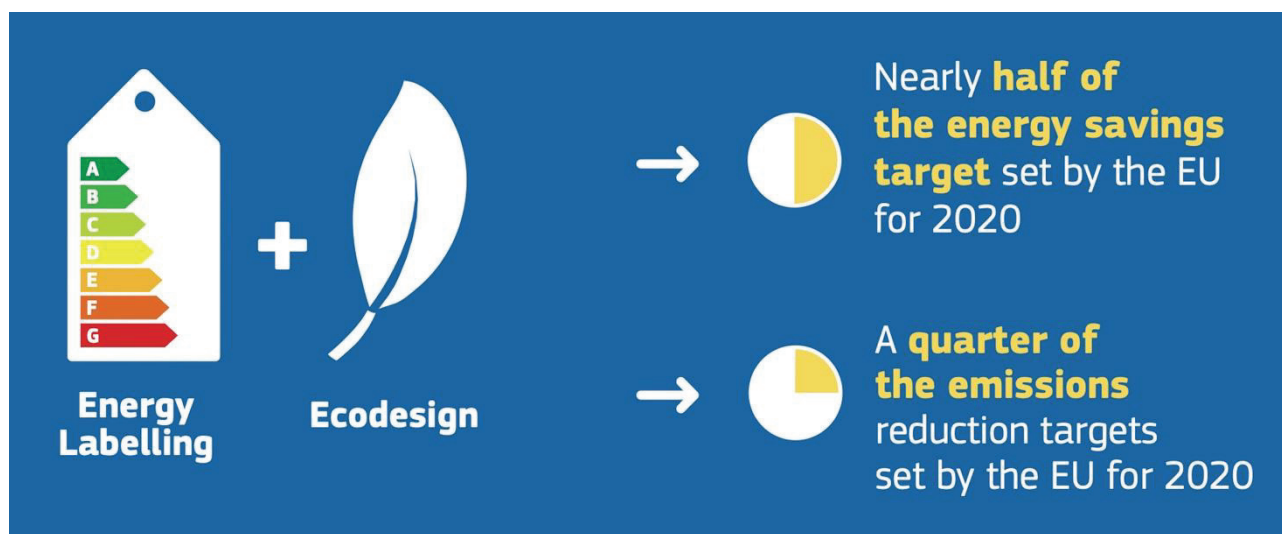 A
B
C
D
E
F
G
Energy
Labelling
Ecodesign
Nearly half of
the energy savings
target set by the EU
for 2020
A quarter of
the emissions
reduction targets
set by the EU for 2020